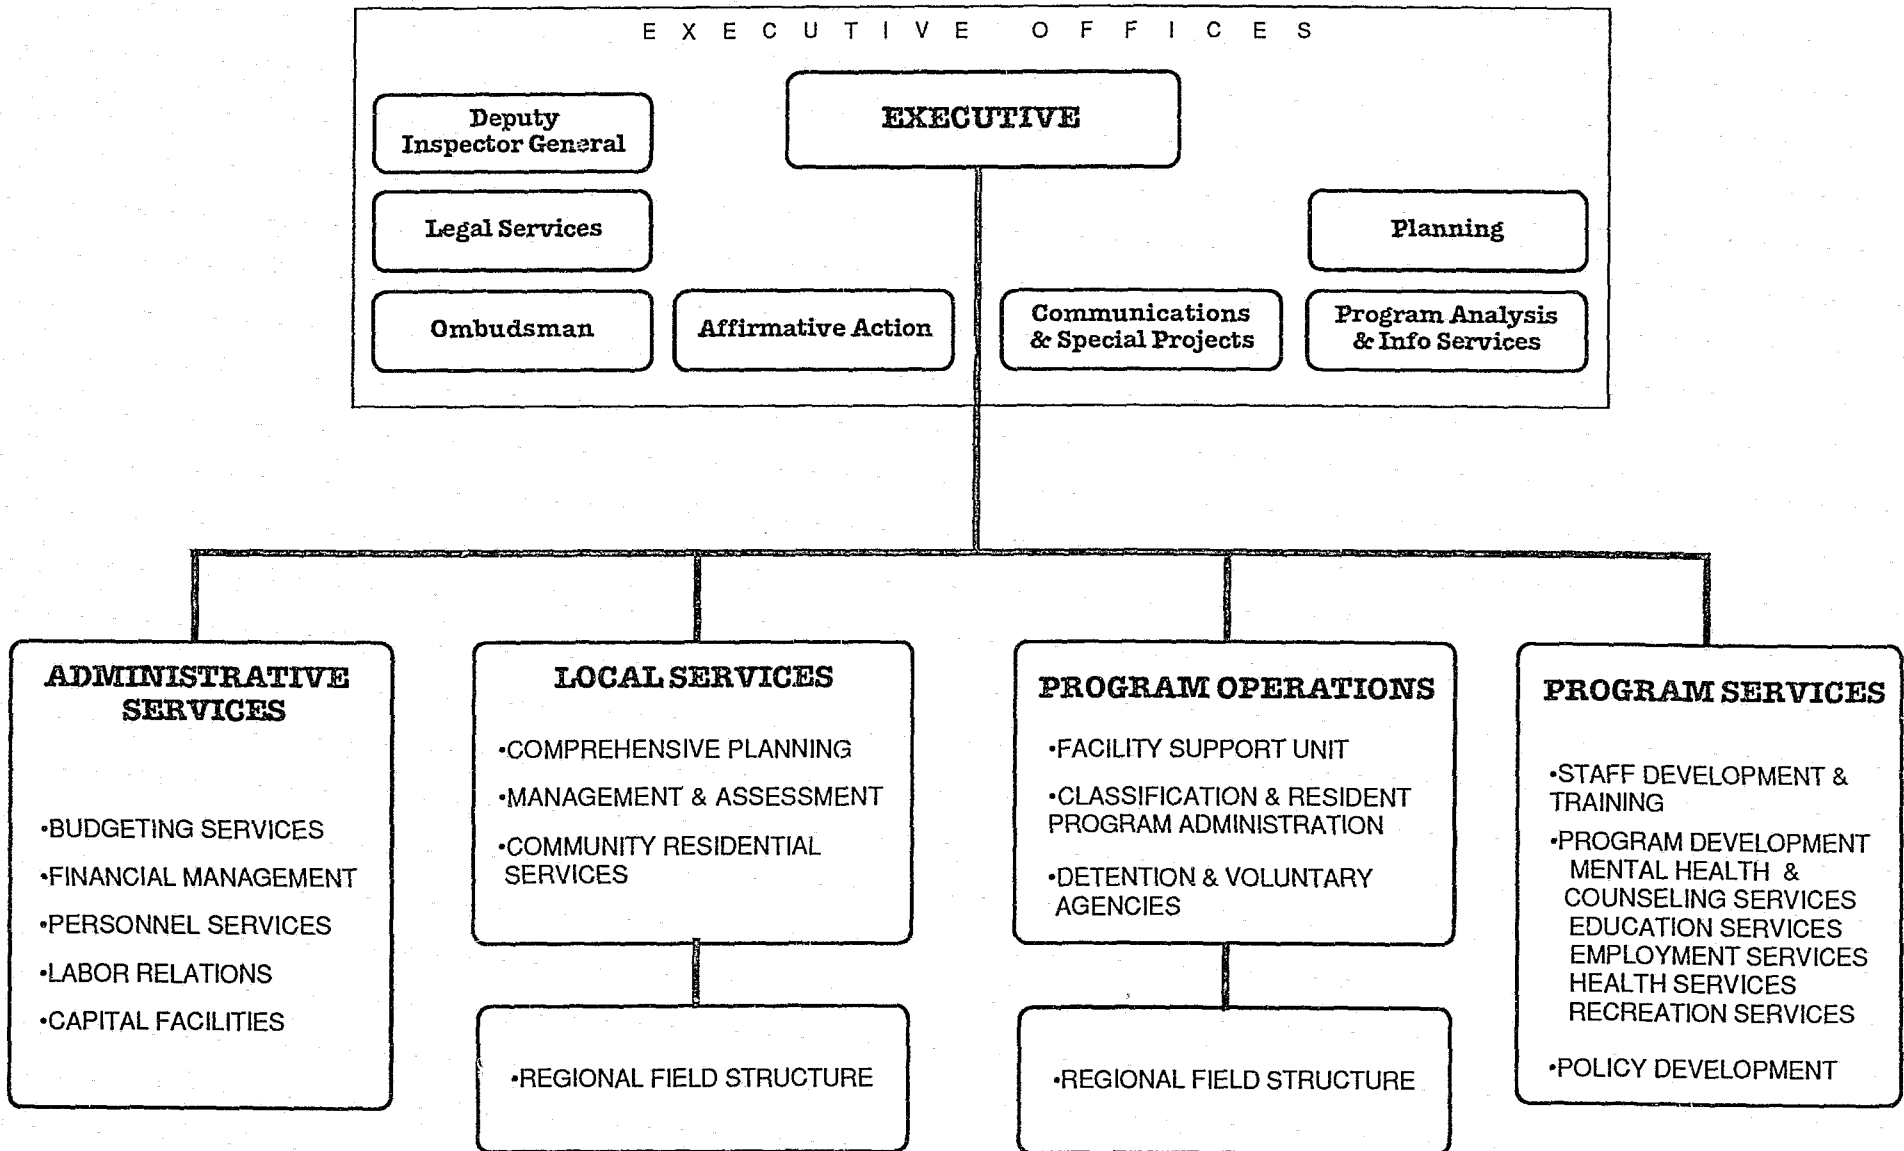 EXECUTIVE OFFICES
EXECUTIVE
Deputy
Inspector General
Legal Services
Planning
Ombudsman
Affirmative Action
Communications
& Special Projects
Program Analysis
& Info Services
ADMINISTRATIVE
SERVICES
•BUDGETING SERVICES
•FINANCIAL MANAGEMENT
•PERSONNEL SERVICES
•LABOR RELATIONS
•CAPITAL FACILITIES
LOCAL SERVICES
•COMPREHENSIVE PLANNING
•MANAGEMENT & ASSESSMENT
•COMMUNITY RESIDENTIAL
SERVICES
•REGIONAL FIELD STRUCTURE
PROGRAM OPERATIONS
•FACILITY SUPPORT UNIT
•CLASSIFICATION & RESIDENT
PROGRAM ADMINISTRATION
•DETENTION & VOLUNTARY
AGENCIES
•REGIONAL FIELD STRUCTURE
PROGRAM SERVICES
•STAFF DEVELOPMENT &
TRAINING
•PROGRAM DEVELOPMENT
MENTAL HEALTH &
COUNSELING SERVICES
EDUCATION SERVICES
EMPLOYMENT SERVICES
HEALTH SERVICES
RECREATION SERVICES
•POLICY DEVELOPMENT